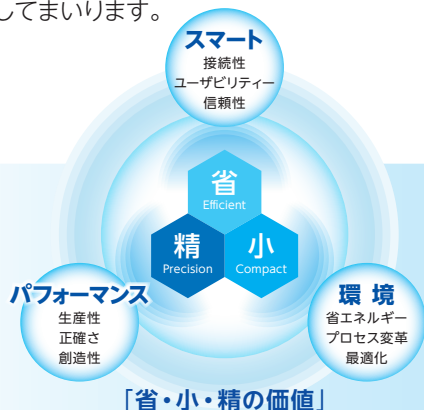 してまいります。
スマート
接続性
ユーザビリティー
信頼性
省
Efficient
精
Precision
小
Compact
パフォーマンス
生産性
正確さ
創造性
環 境
省エネルギー
プロセス変革
最適化
「省・小・精の価値」